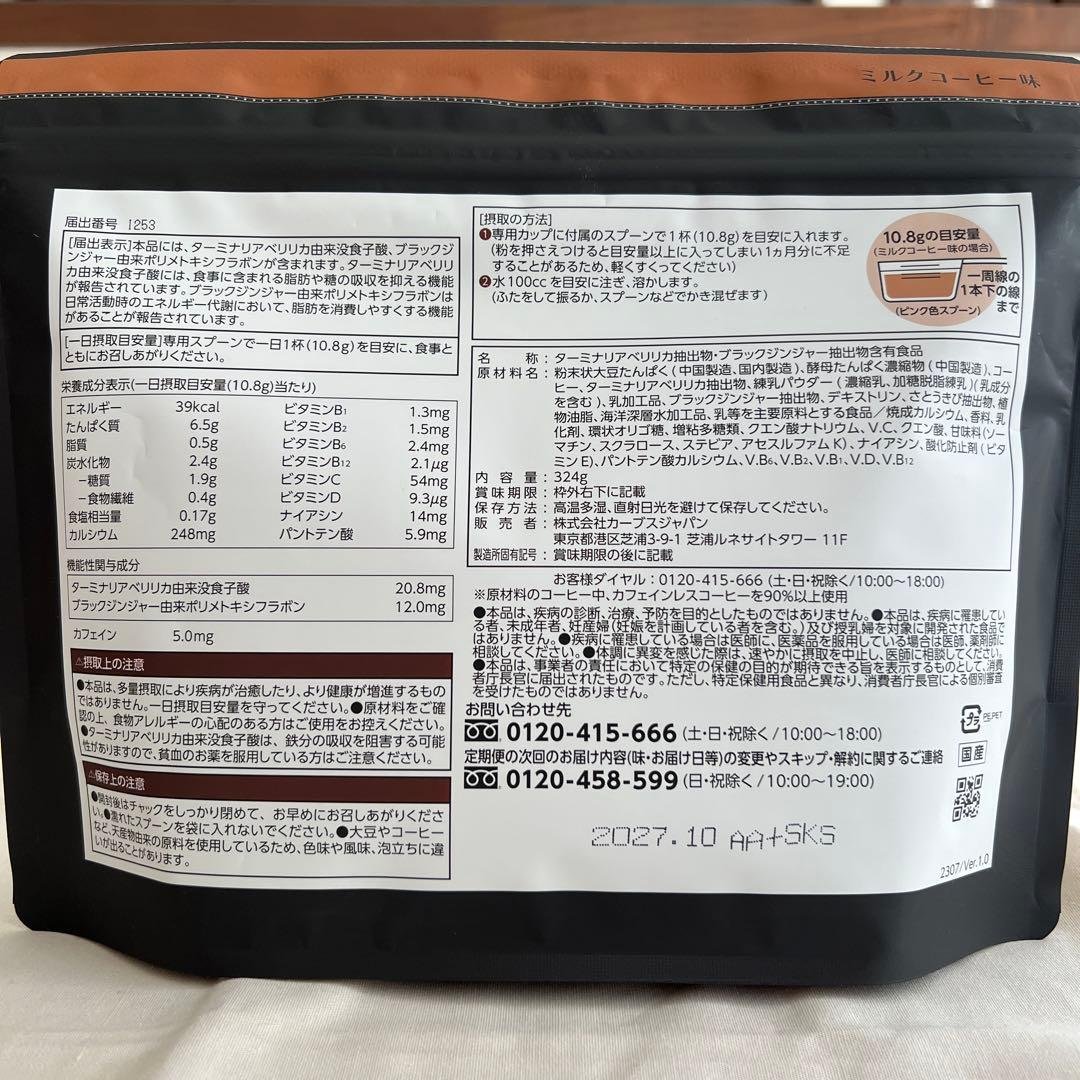 ミルクコーヒー味
届出番号 I253
[届出表示]本品には、ターミナリアベリリカ由来没食子酸、ブラックジ
ンジャー由来ポリメトキシフラボンが含まれます。ターミナリアベリリ
カ由来没食子酸には、食事に含まれる脂肪や糖の吸収を抑える機能
が報告されています。ブラックジンジャー由来ポリメトキシフラボンは
日常活動時のエネルギー代謝において、脂肪を消費しやすくする機能
があることが報告されています。
[一日摂取目安量]専用スプーンで一日1杯(10.8g)を目安に、食事と
ともにお召しあがりください。
栄養成分表示(一日摂取目安量(10.8g)当たり)
エネルギー 39kcal ビタミンB1 1.3mg
たんぱく質 6.5g ビタミンB2 1.5mg
脂質 0.5g ビタミンB6 2.4mg
炭水化物 2.4g ビタミンB12 2.1μg
−糖質 1.9g ビタミンC 54mg
−食物繊維 0.4g ビタミンD 9.3μg
食塩相当量 0.17g ナイアシン 14mg
カルシウム 248mg パントテン酸 5.9mg
機能性関与成分
ターミナリアベリリカ由来没食子酸 20.8mg
ブラックジンジャー由来ポリメトキシフラボン 12.0mg
カフェイン 5.0mg
⚠摂取上の注意
●本品は、多量摂取により疾病が治癒したり、より健康が増進するもの
ではありません。一日摂取目安量を守ってください。●原材料をご確
認の上、食物アレルギーの心配のある方はご使用をお控えください。
●ターミナリアベリリカ由来没食子酸は、鉄分の吸収を阻害する可能
性がありますので、貧血のお薬を服用している方はご注意ください。
⚠保存上の注意
●開封後はチャックをしっかり閉めて、お早めにお召しあがりくださ
い。●濡れたスプーンを袋に入れないでください。●大豆やコーヒー
など、天産物由来の原料を使用しているため、色味や風味、泡立ちに違
いが出ることがあります。
[摂取の方法]
❶専用カップに付属のスプーンで1杯(10.8g)を目安に入れます。
(粉を押さえつけると目安量以上に入ってしまい1ヵ月分に不足
することがあるため、軽くすくってください)
❷水100ccを目安に注ぎ、溶かします。
(ふたをして振るか、スプーンなどでかき混ぜます)
10.8gの目安量
(ミルクコーヒー味の場合)
一周線の
1本下の線
まで
(ピンク色スプーン)
名称:ターミナリアベリリカ抽出物・ブラックジンジャー抽出物含有食品
原材料名:粉末状大豆たんぱく(中国製造、国内製造)、酵母たんぱく濃縮物(中国製造)、コー
ヒー、ターミナリアベリリカ抽出物、練乳パウダー(濃縮乳、加糖脱脂練乳)(乳成分
を含む)、乳加工品、ブラックジンジャー抽出物、デキストリン、さとうきび抽出物、植
物油脂、海洋深層水加工品、乳等を主要原料とする食品/焼成カルシウム、香料、乳
化剤、環状オリゴ糖、増粘多糖類、クエン酸ナトリウム、V.C、クエン酸、甘味料(ソー
マチン、スクラロース、ステビア、アセスルファムK)、ナイアシン、酸化防止剤(ビタ
ミンE)、パントテン酸カルシウム、V.B6、V.B2、V.B1、V.D、V.B12
内容量:324g
賞味期限:枠外右下に記載
保存方法:高温多湿、直射日光を避けて保存してください。
販売者:株式会社カーブスジャパン
東京都港区芝浦3-9-1 芝浦ルネサイトタワー 11F
製造所固有記号:賞味期限の後に記載
お客様ダイヤル:0120-415-666 (土・日・祝除く/10:00〜18:00)
※原材料のコーヒー中、カフェインレスコーヒーを90%以上使用
●本品は、疾病の診断、治療、予防を目的としたものではありません。●本品は、疾病に罹患してい
る者、未成年者、妊産婦(妊娠を計画している者を含む。)及び授乳婦を対象に開発された食品で
はありません。●疾病に罹患している場合は医師に、医薬品を服用している場合は医師、薬剤師に
相談してください。●体調に異変を感じた際は、速やかに摂取を中止し、医師に相談してください。
●本品は、事業者の責任において特定の保健の目的が期待できる旨を表示するものとして、消費
者庁長官に届出されたものです。ただし、特定保健用食品と異なり、消費者庁長官による個別審査
を受けたものではありません。
お問い合わせ先
0120-415-666 (土・日・祝除く/10:00〜18:00)
定期便の次回のお届け内容(味・お届け日等)の変更やスキップ・解約に関するご連絡
0120-458-599 (日・祝除く/10:00〜19:00)
プラ PE,PET
国産
2027.10 AA+SKS
2307/Ver.1.0